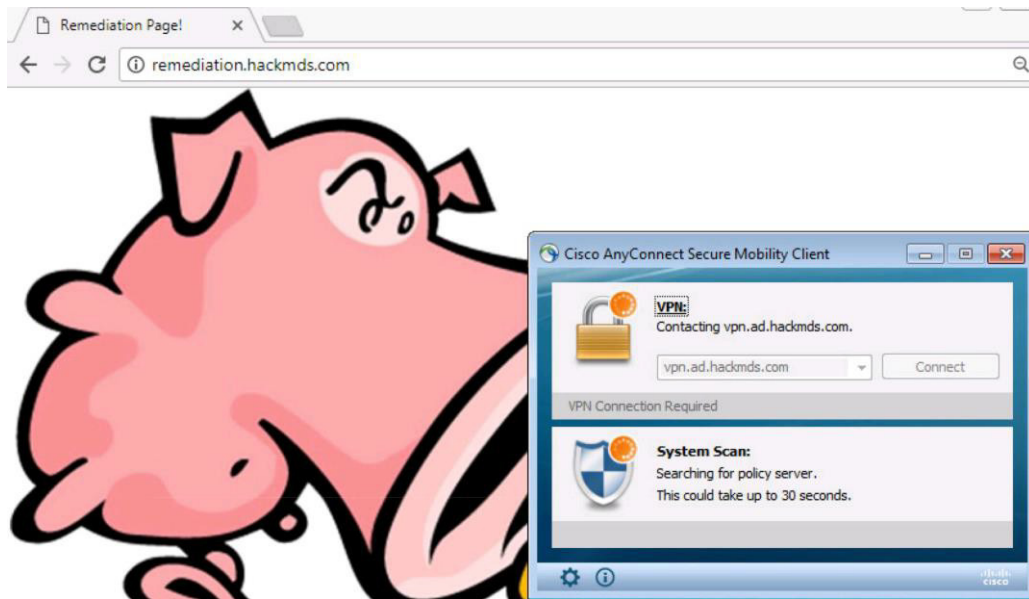 Remediation Page!
remediation.hackmds.com
Cisco AnyConnect Secure Mobility Client
VPN:
Contacting vpn.ad.hackmds.com.
vpn.ad.hackmds.com
Connect
VPN Connection Required
System Scan:
Searching for policy server.
This could take up to 30 seconds.
CISCO